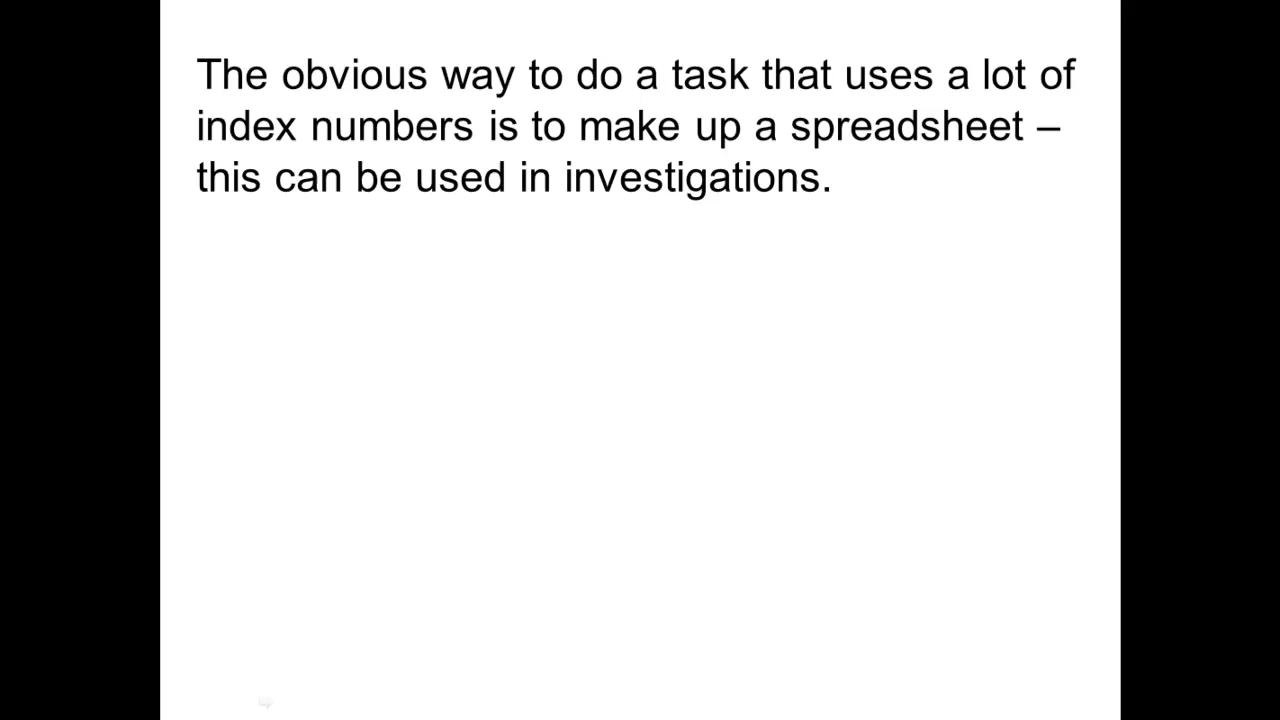 The obvious way to do a task that uses a lot of
index numbers is to make up a spreadsheet –
this can be used in investigations.